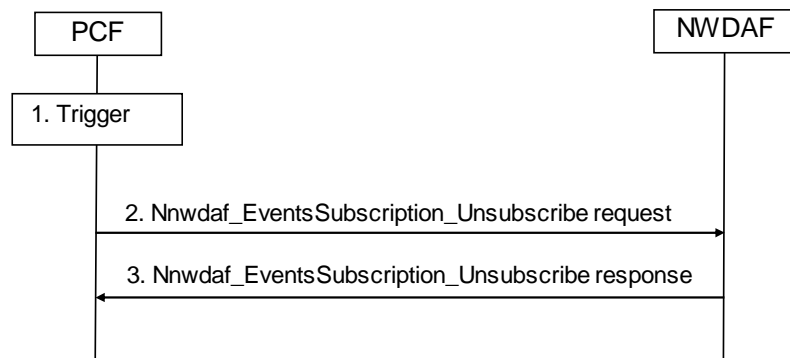 PCF
NWDAF
1. Trigger
2. Nnwdaf_EventsSubscription_Unsubscribe request
3. Nnwdaf_EventsSubscription_Unsubscribe response